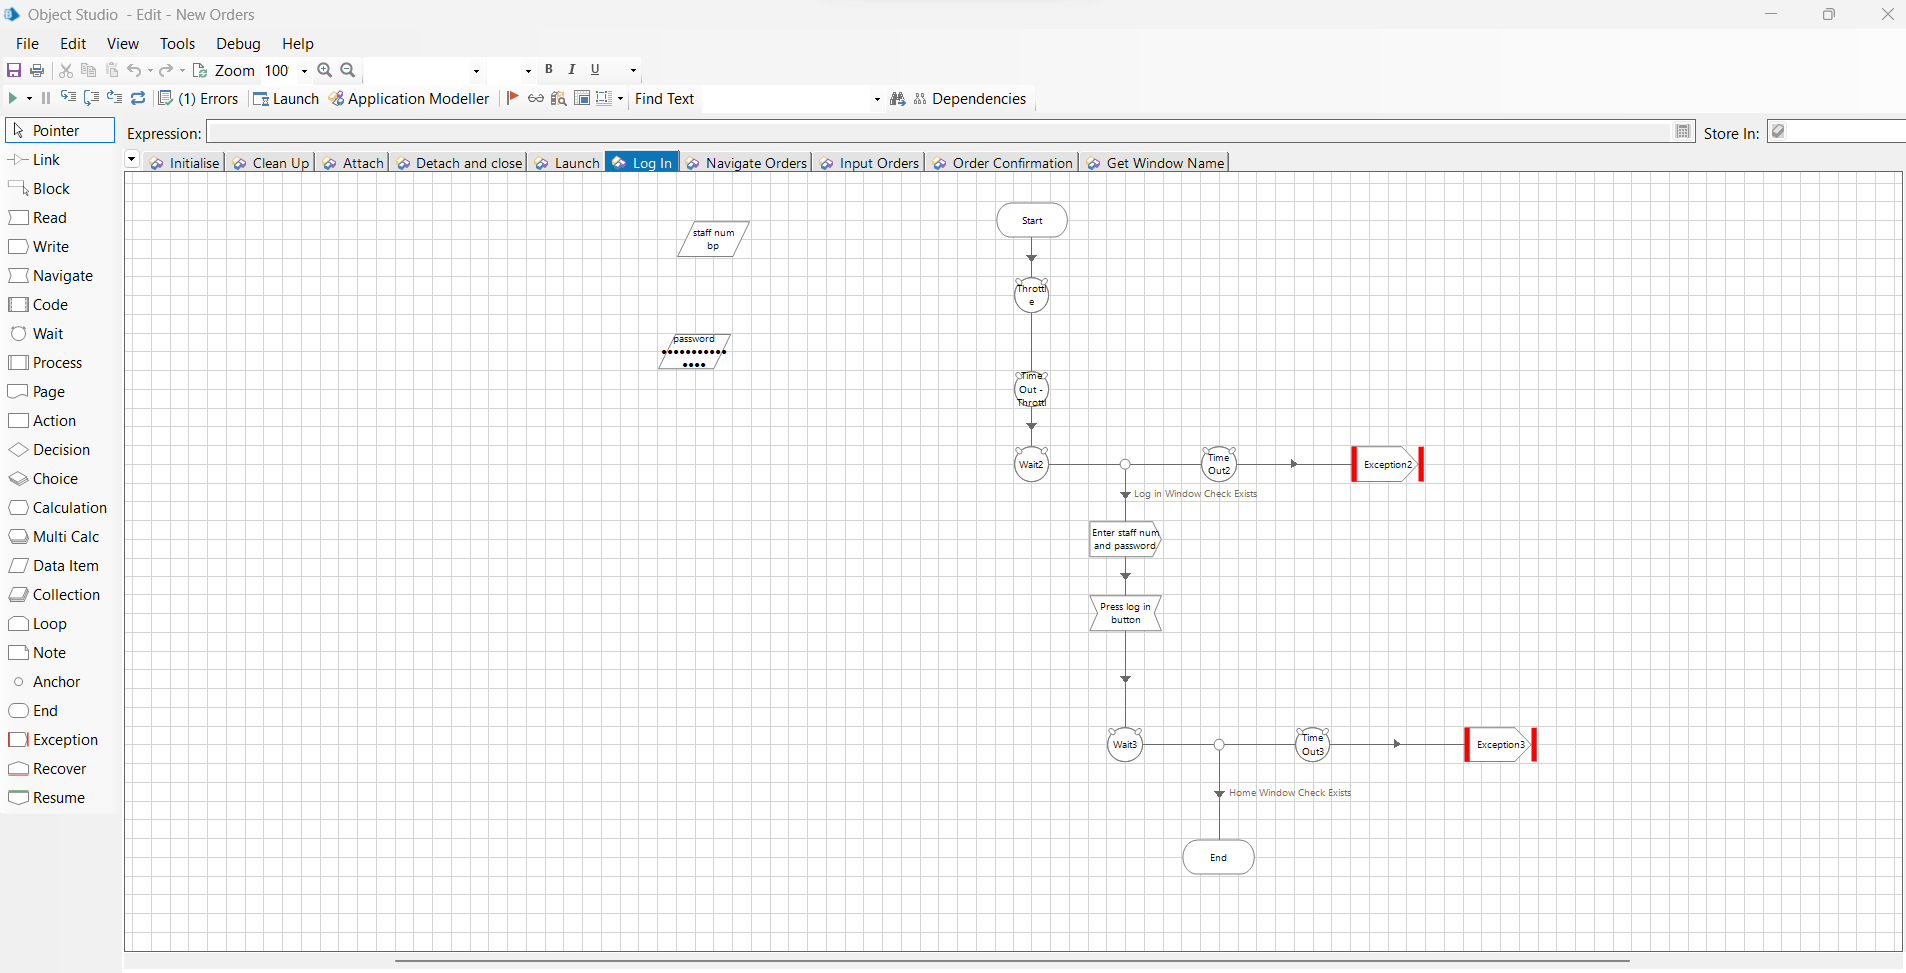 Object Studio - Edit - New Orders
File Edit View Tools Debug Help
Zoom 100 B I U
(1) Errors Launch Application Modeller Find Text Dependencies
Pointer
Expression:
Store In:
Link
Initialise Clean Up Attach Detach and close Launch Log In Navigate Orders Input Orders Order Confirmation Get Window Name
Block
Read
Write
Navigate
Code
Wait
Process
Page
Action
Decision
Choice
Calculation
Multi Calc
Data Item
Collection
Loop
Note
Anchor
End
Exception
Recover
Resume
staff num
bp
password
•••••••••••
••••
Start
Throttl
e
Time
Out -
Throttl
Wait2
Time
Out2
Exception2
Log in Window Check Exists
Enter staff num
and password
Press log in
button
Wait3
Time
Out3
Exception3
Home Window Check Exists
End